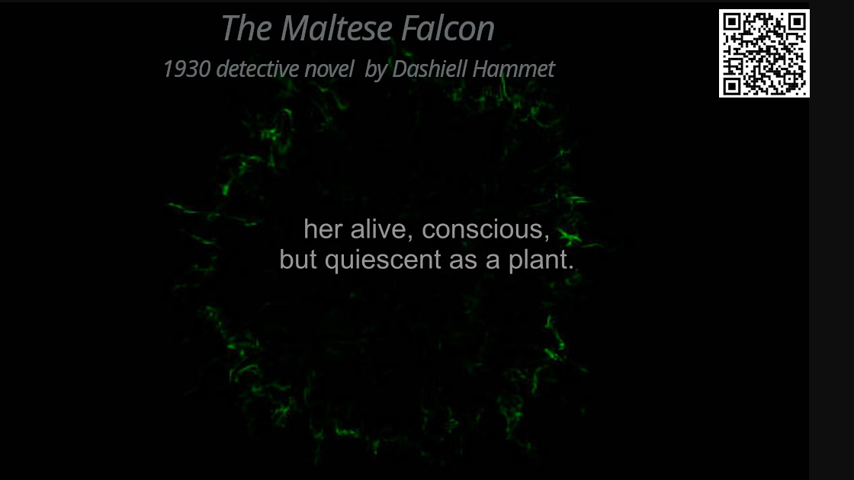 The Maltese Falcon
1930 detective novel by Dashiell Hammet
her alive, conscious,
but quiescent as a plant.